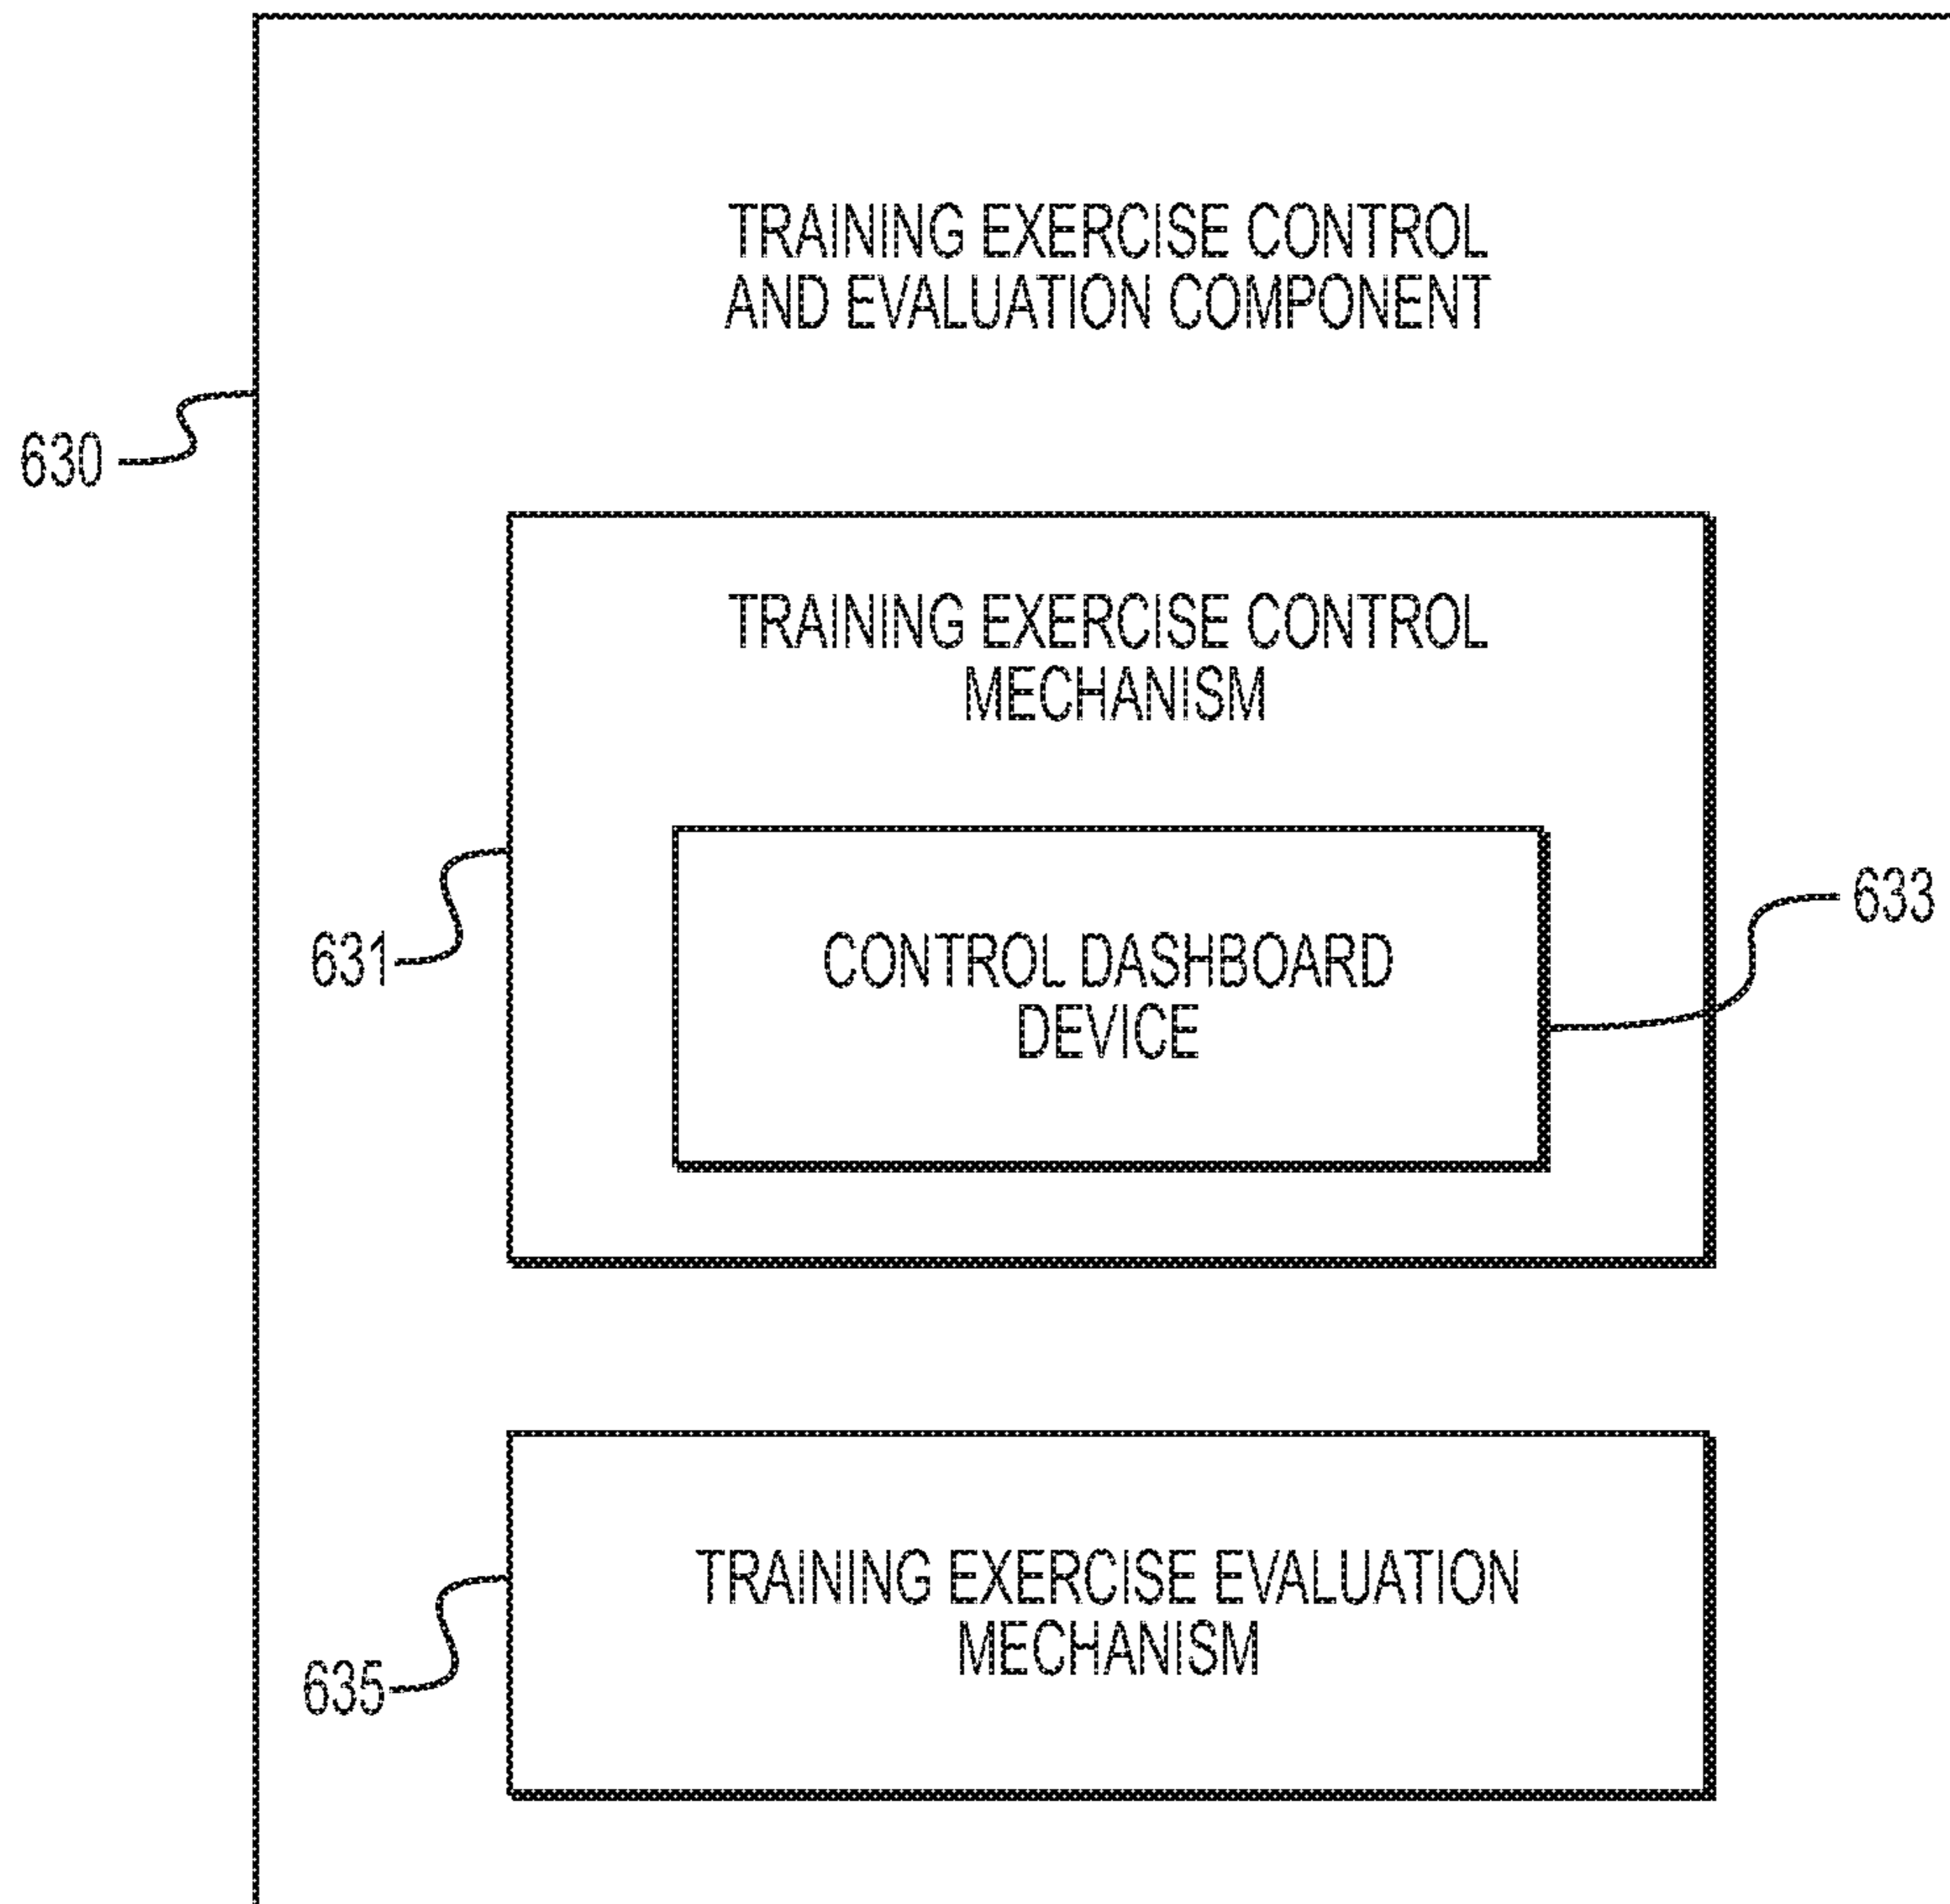 TRAINING EXERCISE CONTROL
AND EVALUATION COMPONENT
630
TRAINING EXERCISE CONTROL
MECHANISM
631
CONTROL DASHBOARD
DEVICE
633
TRAINING EXERCISE EVALUATION
MECHANISM
635